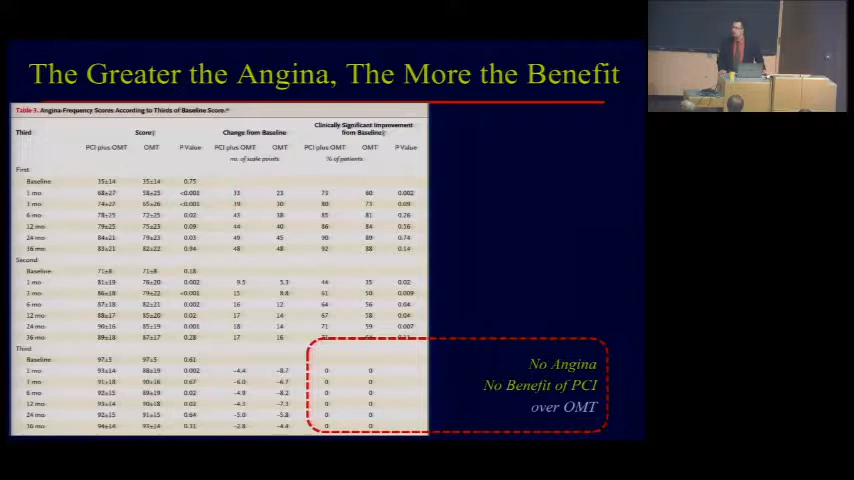 The Greater the Angina, The More the Benefit
Table 3. Angina-Frequency Scores According to Thirds of Baseline Score.*
Third Score Change from Baseline Clinically Significant Improvement from Baseline
PCI plus OMT OMT P Value PCI plus OMT OMT PCI plus OMT OMT P Value
no. of scale points % of patients
First
Baseline 35±14 35±14 0.75
1 mo 68±27 58±25 <0.001 33 23 73 60 0.002
3 mo 74±27 65±26 <0.001 39 30 80 73 0.09
6 mo 78±25 72±25 0.02 43 38 85 81 0.26
12 mo 79±25 75±23 0.09 44 40 86 84 0.56
24 mo 84±21 79±23 0.03 49 45 90 89 0.74
36 mo 83±21 82±22 0.94 48 48 92 88 0.14
Second
Baseline 71±8 71±8 0.18
1 mo 81±19 76±20 0.002 9.5 5.3 44 35 0.02
3 mo 86±18 <0.001 15 8.8 61 50 0.009
6 mo 87±18 82±21 0.002 16 12 64 56 0.04
12 mo 88±17 85±20 0.02 17 14 67 58 0.04
24 mo 90±16 85±19 0.001 18 14 71 59 0.007
36 mo 89±18 87±17 0.28 17 16
Third
Baseline 97±5 97±5 0.61
1 mo 93±14 88±19 0.002 −4.4 −8.7 0 0
3 mo 91±18 90±16 0.67 −6.0 −6.7 0 0
6 mo 92±15 89±19 0.02 −4.9 −8.2 0 0
12 mo 93±14 90±18 0.02 −4.3 −7.3 0 0
24 mo 92±15 91±15 0.64 −5.0 −5.8 0 0
36 mo 94±14 93±14 0.31 −2.8 −4.4 0 0
No Angina
No Benefit of PCI
over OMT